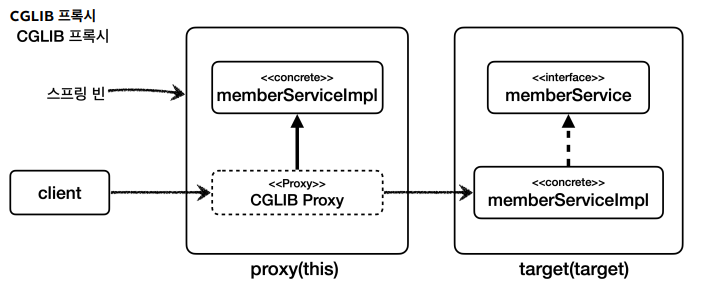 CGLIB 프록시
CGLIB 프록시
스프링 빈
client
<<concrete>>
memberServiceImpl
<<Proxy>>
CGLIB Proxy
proxy(this)
<<interface>>
memberService
<<concrete>>
memberServiceImpl
target(target)